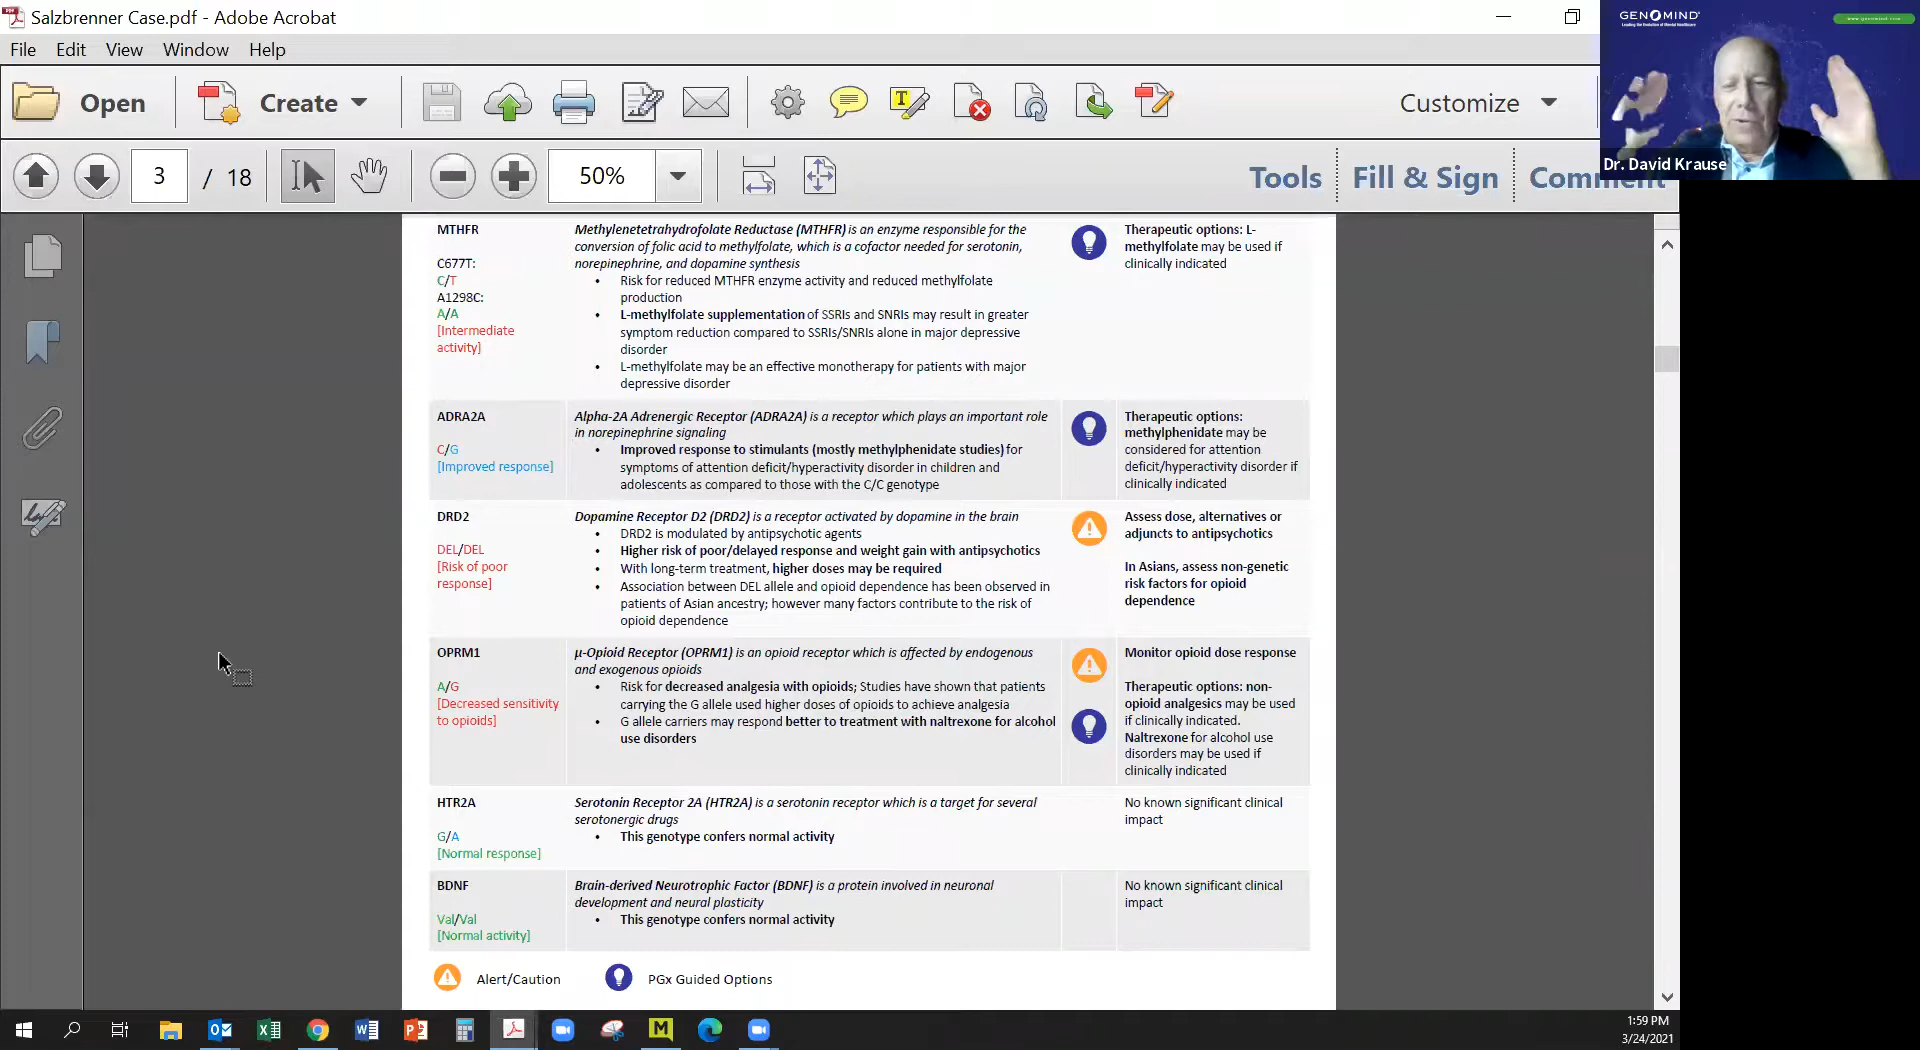 Salzbrenner Case.pdf - Adobe Acrobat
File Edit View Window Help
Open Create Customize
3 / 18 50% Tools Fill & Sign Comment
GENOMIND
Dr. David Krause
MTHFR
C677T:
C/T
A1298C:
A/A
[Intermediate
activity]
Methylenetetrahydrofolate Reductase (MTHFR) is an enzyme responsible for the
conversion of folic acid to methylfolate, which is a cofactor needed for serotonin,
norepinephrine, and dopamine synthesis
• Risk for reduced MTHFR enzyme activity and reduced methylfolate
production
• L-methylfolate supplementation of SSRIs and SNRIs may result in greater
symptom reduction compared to SSRIs/SNRIs alone in major depressive
disorder
• L-methylfolate may be an effective monotherapy for patients with major
depressive disorder
Therapeutic options: L-
methylfolate may be used if
clinically indicated
ADRA2A
C/G
[Improved response]
Alpha-2A Adrenergic Receptor (ADRA2A) is a receptor which plays an important role
in norepinephrine signaling
• Improved response to stimulants (mostly methylphenidate studies) for
symptoms of attention deficit/hyperactivity disorder in children and
adolescents as compared to those with the C/C genotype
Therapeutic options:
methylphenidate may be
considered for attention
deficit/hyperactivity disorder if
clinically indicated
DRD2
DEL/DEL
[Risk of poor
response]
Dopamine Receptor D2 (DRD2) is a receptor activated by dopamine in the brain
• DRD2 is modulated by antipsychotic agents
• Higher risk of poor/delayed response and weight gain with antipsychotics
• With long-term treatment, higher doses may be required
• Association between DEL allele and opioid dependence has been observed in
patients of Asian ancestry; however many factors contribute to the risk of
opioid dependence
Assess dose, alternatives or
adjuncts to antipsychotics
In Asians, assess non-genetic
risk factors for opioid
dependence
OPRM1
A/G
[Decreased sensitivity
to opioids]
μ-Opioid Receptor (OPRM1) is an opioid receptor which is affected by endogenous
and exogenous opioids
• Risk for decreased analgesia with opioids; Studies have shown that patients
carrying the G allele used higher doses of opioids to achieve analgesia
• G allele carriers may respond better to treatment with naltrexone for alcohol
use disorders
Monitor opioid dose response
Therapeutic options: non-
opioid analgesics may be used
if clinically indicated.
Naltrexone for alcohol use
disorders may be used if
clinically indicated
HTR2A
G/A
[Normal response]
Serotonin Receptor 2A (HTR2A) is a serotonin receptor which is a target for several
serotonergic drugs
• This genotype confers normal activity
No known significant clinical
impact
BDNF
Val/Val
[Normal activity]
Brain-derived Neurotrophic Factor (BDNF) is a protein involved in neuronal
development and neural plasticity
• This genotype confers normal activity
No known significant clinical
impact
Alert/Caution PGx Guided Options
1:59 PM
3/24/2021